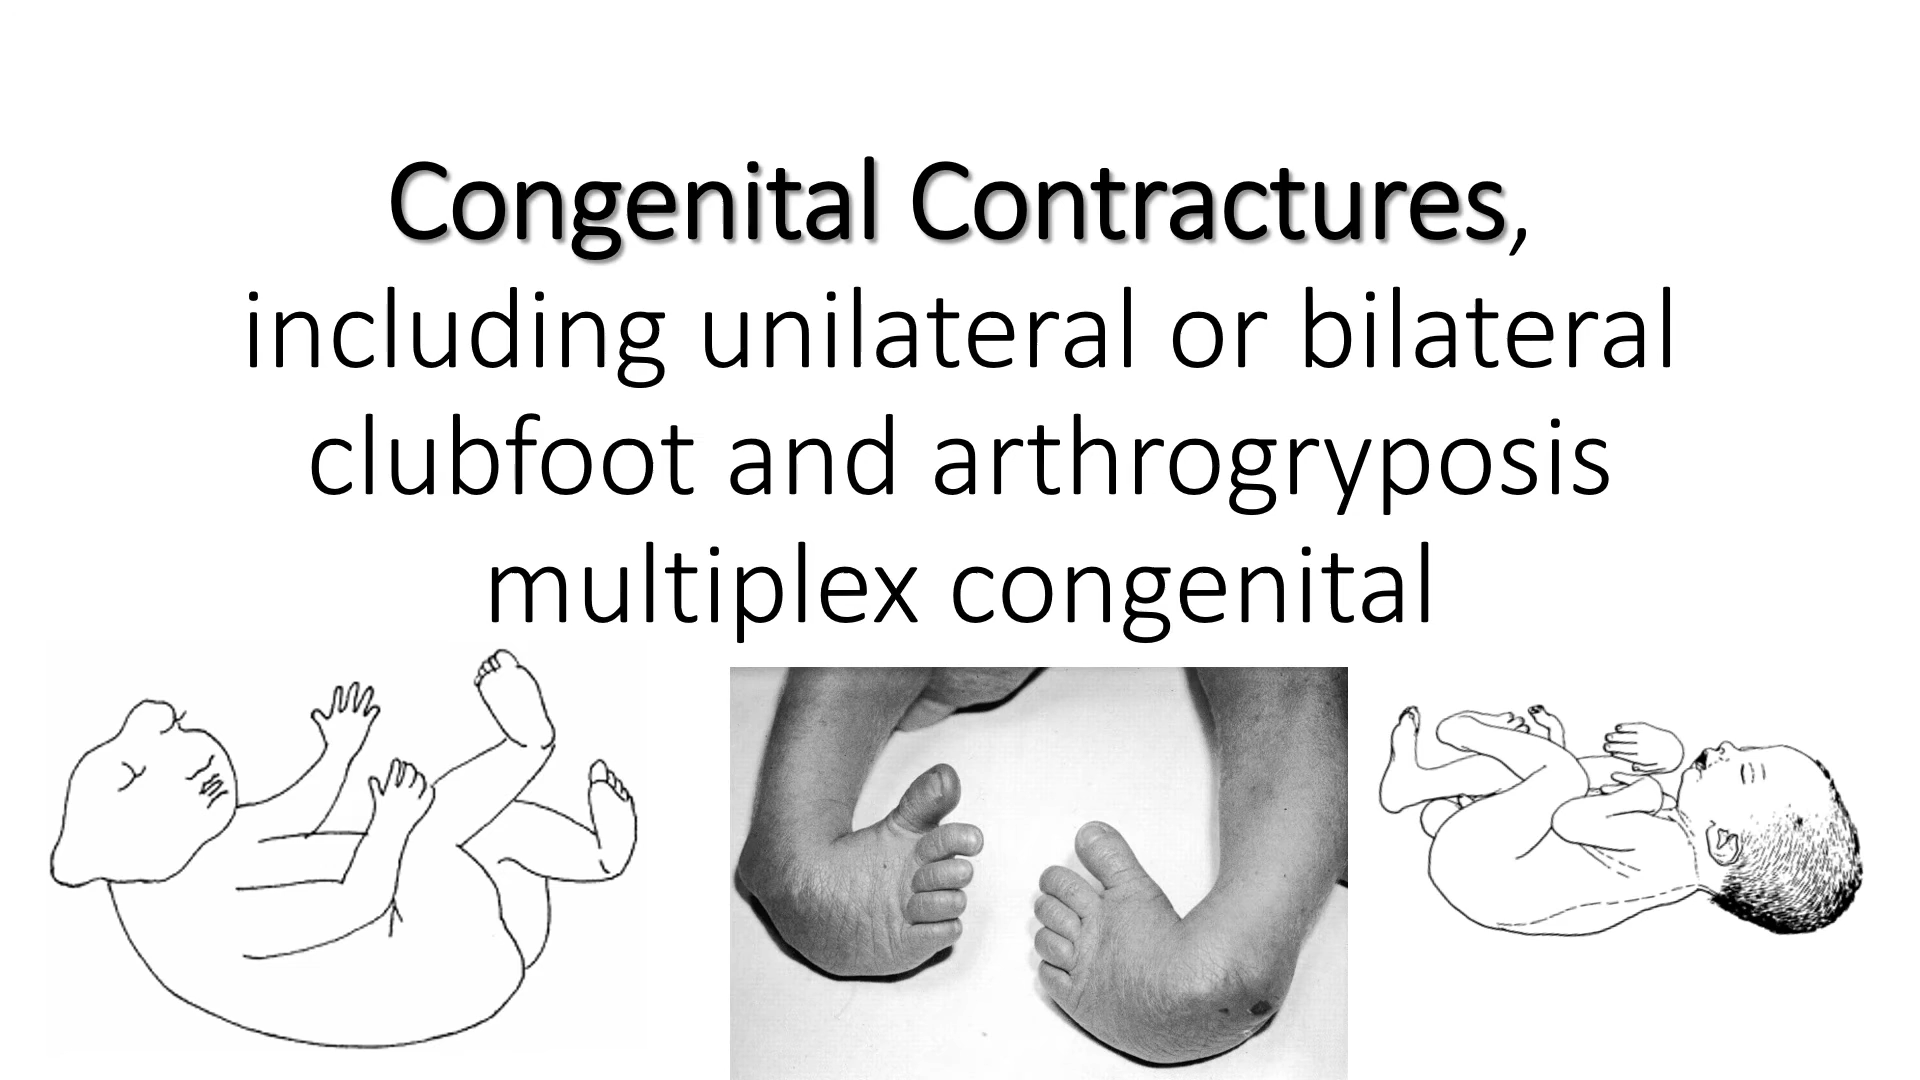 Congenital Contractures,
including unilateral or bilateral
clubfoot and arthrogryposis
multiplex congenital